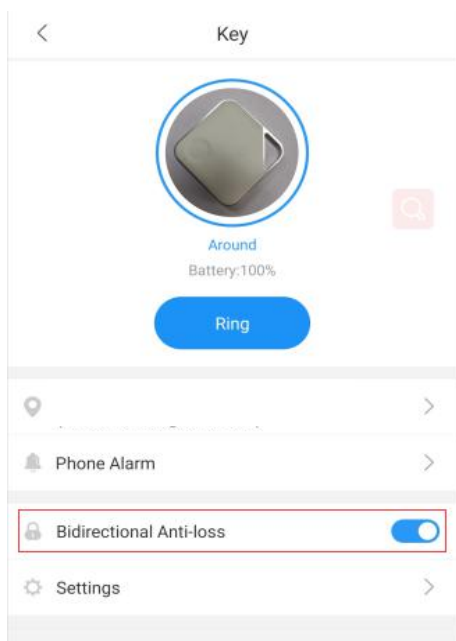 Key
Around
Battery:100%
Ring
Phone Alarm
Bidirectional Anti-loss
Settings